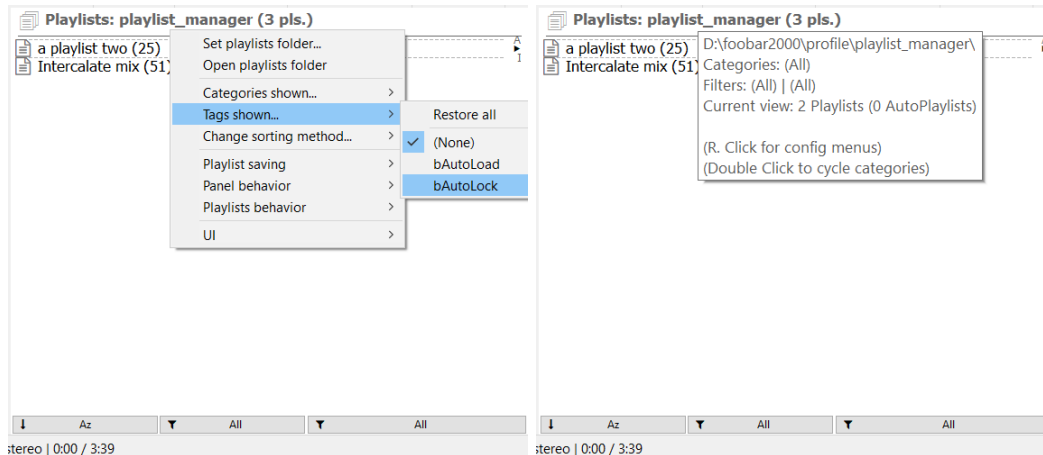 Playlists: playlist_manager (3 pls.)
a playlist two (25)
Intercalate mix (51)
A
I
Set playlists folder...
Open playlists folder
Categories shown...
Tags shown...
Change sorting method...
Playlist saving
Panel behavior
Playlists behavior
UI
Restore all
(None)
bAutoLoad
bAutoLock
Az
All
All
stereo | 0:00 / 3:39
Playlists: playlist_manager (3 pls.)
a playlist two (25)
Intercalate mix (51)
D:\foobar2000\profile\playlist_manager\
Categories: (All)
Filters: (All) | (All)
Current view: 2 Playlists (0 AutoPlaylists)
(R. Click for config menus)
(Double Click to cycle categories)
Az
All
All
stereo | 0:00 / 3:39